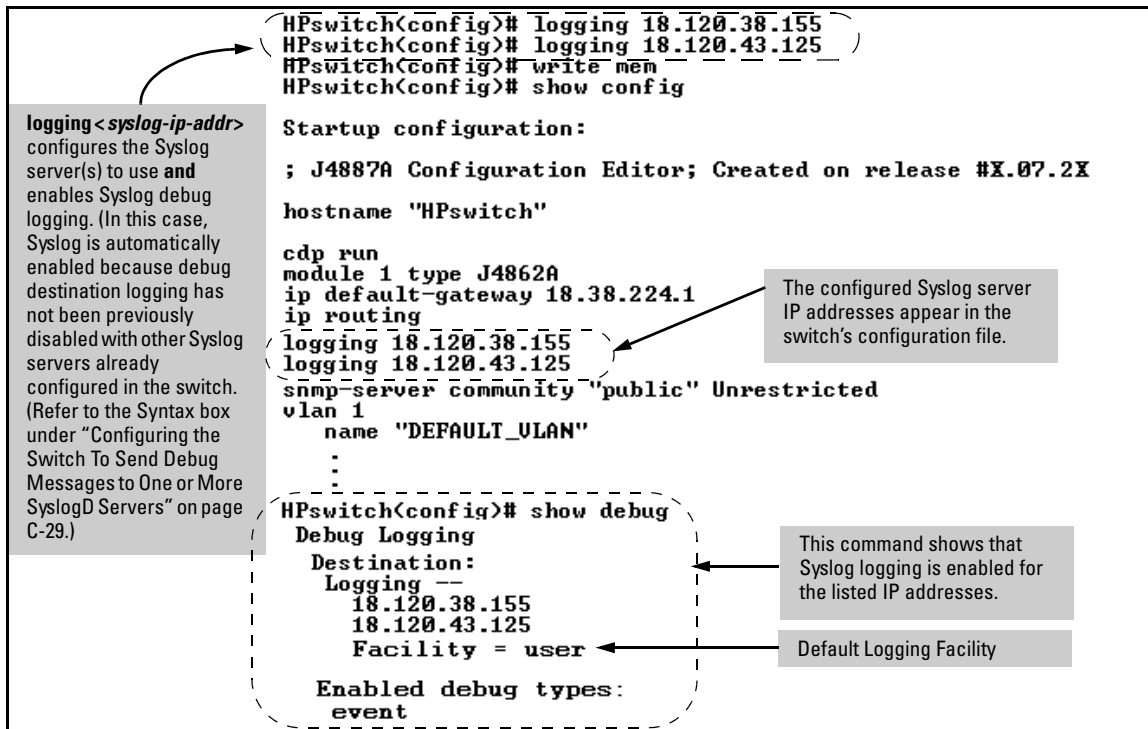 HPswitch(config)# logging 18.120.38.155
HPswitch(config)# logging 18.120.43.125
HPswitch(config)# write mem
HPswitch(config)# show config
logging <syslog-ip-addr>
configures the Syslog
server(s) to use and
enables Syslog debug
logging. (In this case,
Syslog is automatically
enabled because debug
destination logging has
not been previously
disabled with other Syslog
servers already
configured in the switch.
(Refer to the Syntax box
under “Configuring the
Switch To Send Debug
Messages to One or More
SyslogD Servers” on page
C-29.)
Startup configuration:
; J4887A Configuration Editor; Created on release #X.07.2X
hostname "HPswitch"
cdp run
module 1 type J4862A
ip default-gateway 18.38.224.1
ip routing
logging 18.120.38.155
logging 18.120.43.125
snmp-server community "public" Unrestricted
vlan 1
name "DEFAULT_VLAN"
.
.
.
The configured Syslog server
IP addresses appear in the
switch’s configuration file.
HPswitch(config)# show debug
Debug Logging
Destination:
Logging --
18.120.38.155
18.120.43.125
Facility = user
Enabled debug types:
event
This command shows that
Syslog logging is enabled for
the listed IP addresses.
Default Logging Facility